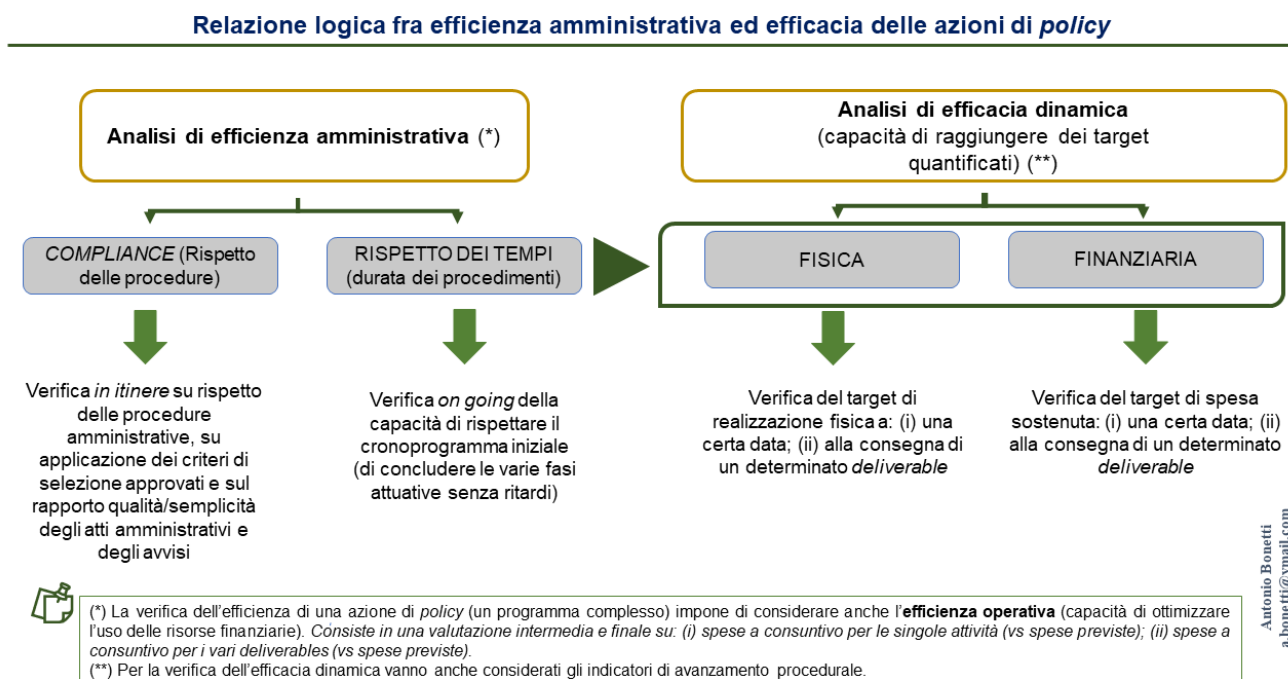 Relazione logica fra efficienza amministrativa ed efficacia delle azioni di policy
Analisi di efficienza amministrativa (*)
Analisi di efficacia dinamica
(capacità di raggiungere dei target
quantificati) (**)
COMPLIANCE (Rispetto
delle procedure)
RISPETTO DEI TEMPI
(durata dei procedimenti)
FISICA
FINANZIARIA
Verifica in itinere su rispetto
delle procedure
amministrative, su
applicazione dei criteri di
selezione approvati e sul
rapporto qualità/semplicità
degli atti amministrativi e
degli avvisi
Verifica on going della
capacità di rispettare il
cronoprogramma iniziale
(di concludere le varie fasi
attuative senza ritardi)
Verifica del target di
realizzazione fisica a: (i) una
certa data; (ii) alla consegna di
un determinato deliverable
Verifica del target di spesa
sostenuta: (i) una certa data; (ii)
alla consegna di un determinato
deliverable
Antonio Bonetti
a.bonetti@ymail.com
(*) La verifica dell'efficienza di una azione di policy (un programma complesso) impone di considerare anche l'efficienza operativa (capacità di ottimizzare
l'uso delle risorse finanziarie). Consiste in una valutazione intermedia e finale su: (i) spese a consuntivo per le singole attività (vs spese previste); (ii) spese a
consuntivo per i vari deliverables (vs spese previste).
(**) Per la verifica dell'efficacia dinamica vanno anche considerati gli indicatori di avanzamento procedurale.